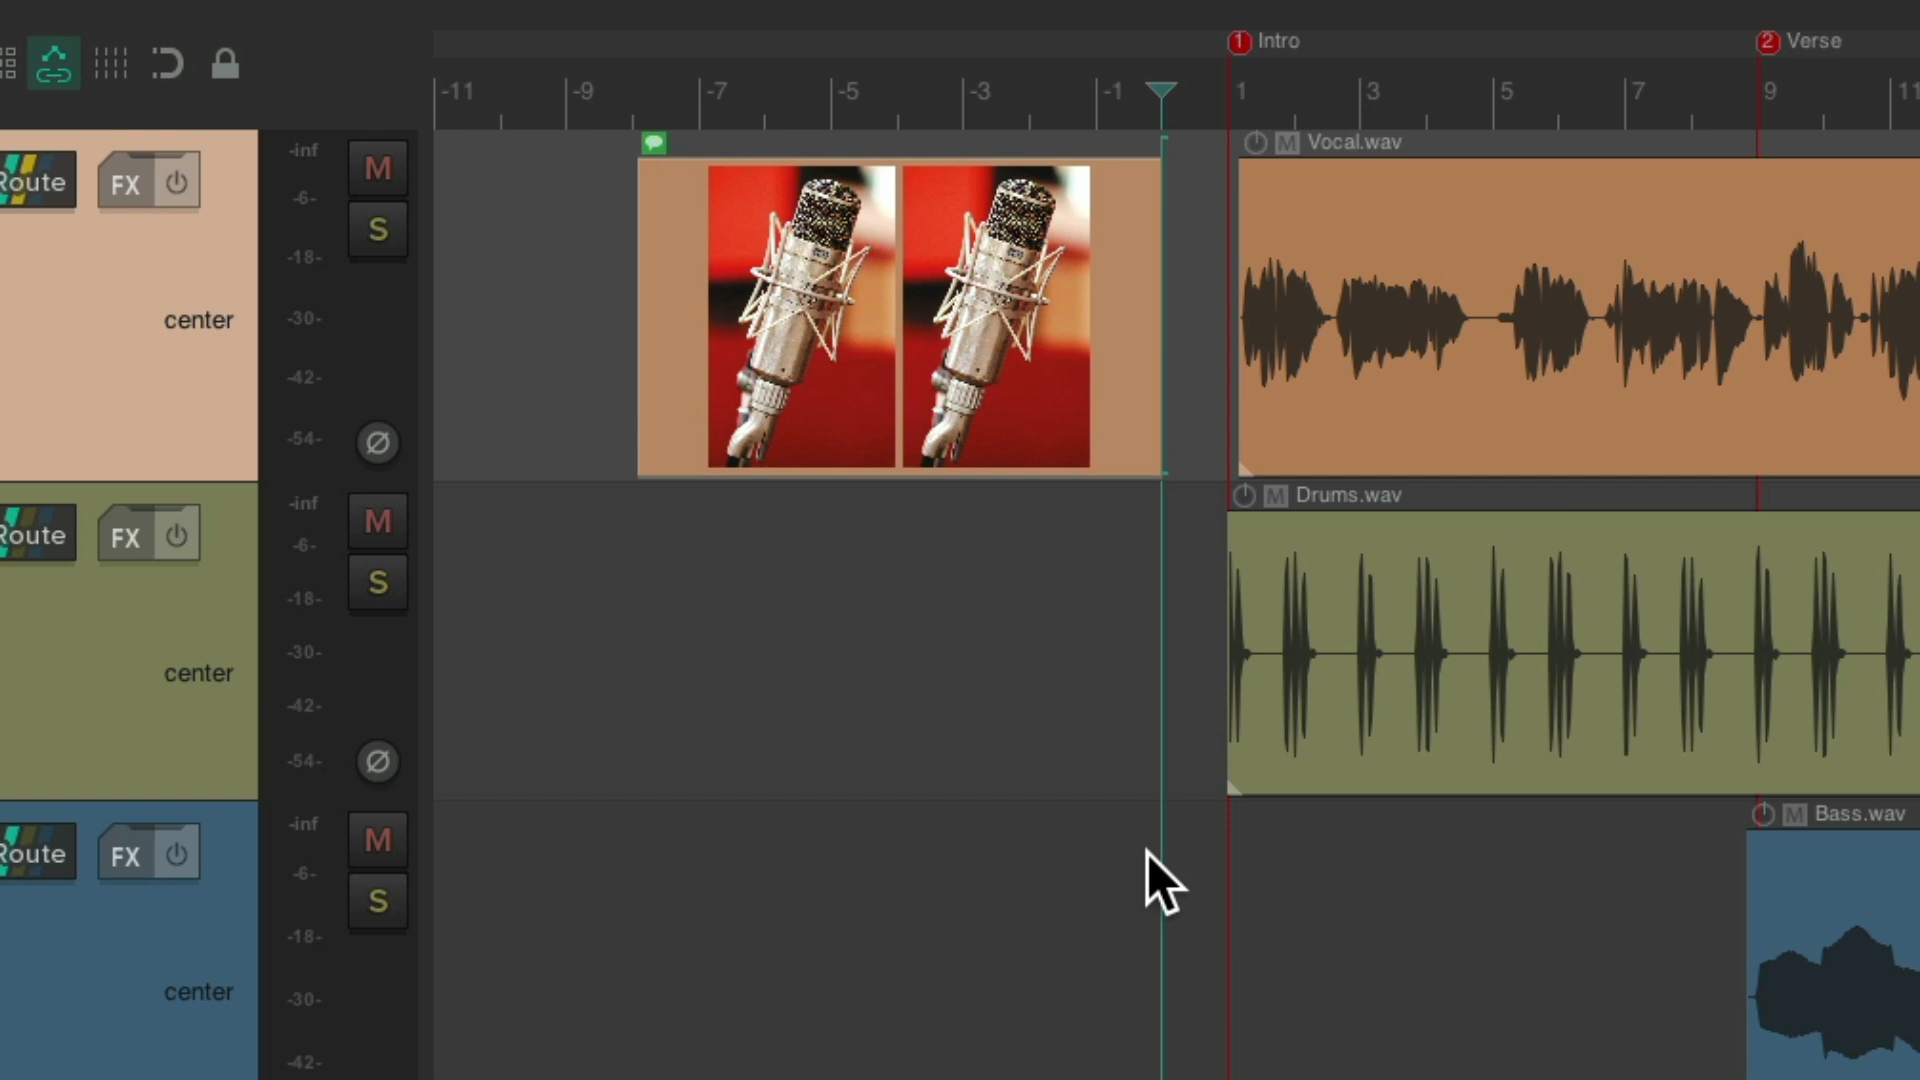 1 Intro 2 Verse
-11 -9 -7 -5 -3 -1 1 3 5 7 9 11
M Vocal.wav
Route FX -inf M
-6-
S
-18-
center -30-
-42-
-54-
M Drums.wav
Route FX -inf M
-6-
S
-18-
center -30-
-42-
-54-
M Bass.wav
Route FX -inf M
-6-
S
-18-
center -30-
-42-